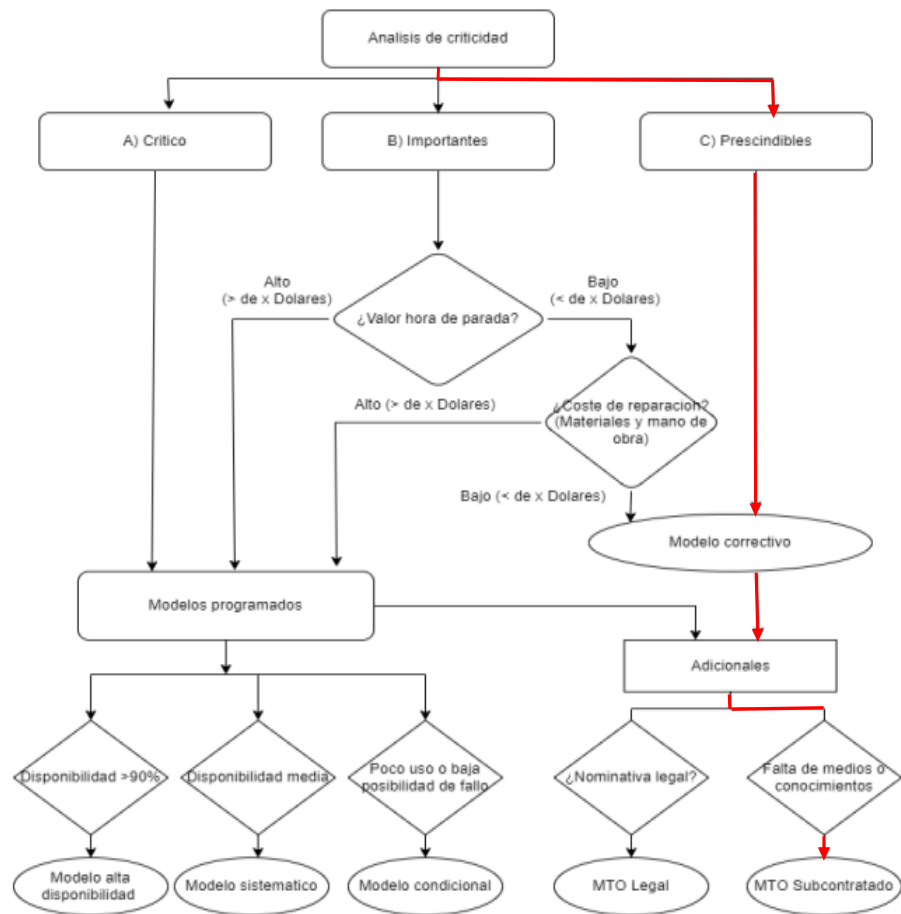 Analisis de criticidad
A) Critico
B) Importantes
C) Prescindibles
Alto
(> de x Dolares)
Bajo
(< de x Dolares)
¿Valor hora de parada?
Alto (> de x Dolares)
¿Coste de reparacion?
(Materiales y mano de
obra)
Bajo (< de x Dolares)
Modelo correctivo
Modelos programados
Adicionales
Disponibilidad >90%
Disponibilidad media
Poco uso o baja
posibilidad de fallo
¿Nominativa legal?
Falta de medios o
conocimientos
Modelo alta
disponibilidad
Modelo sistematico
Modelo condicional
MTO Legal
MTO Subcontratado